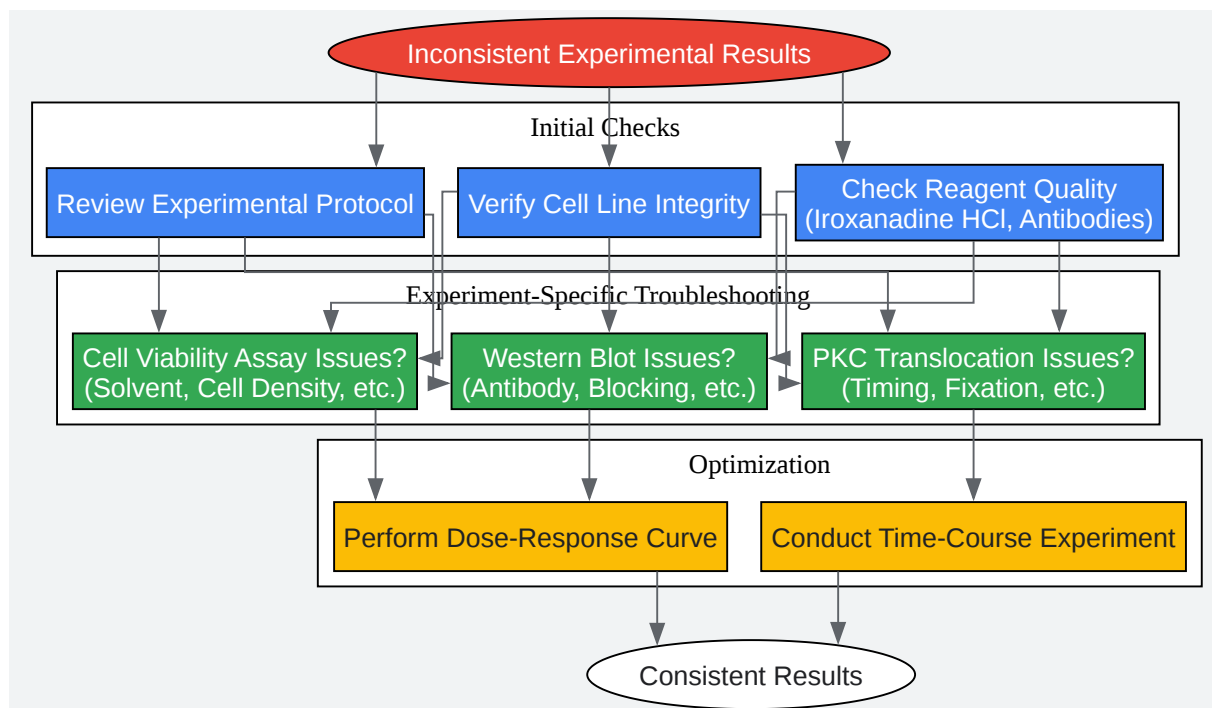 Inconsistent Experimental Results
Initial Checks
Review Experimental Protocol
Verify Cell Line Integrity
Check Reagent Quality
(Iroxanadine HCl, Antibodies)
Experiment-Specific Troubleshooting
Cell Viability Assay Issues?
(Solvent, Cell Density, etc.)
Western Blot Issues?
(Antibody, Blocking, etc.)
PKC Translocation Issues?
(Timing, Fixation, etc.)
Optimization
Perform Dose-Response Curve
Conduct Time-Course Experiment
Consistent Results